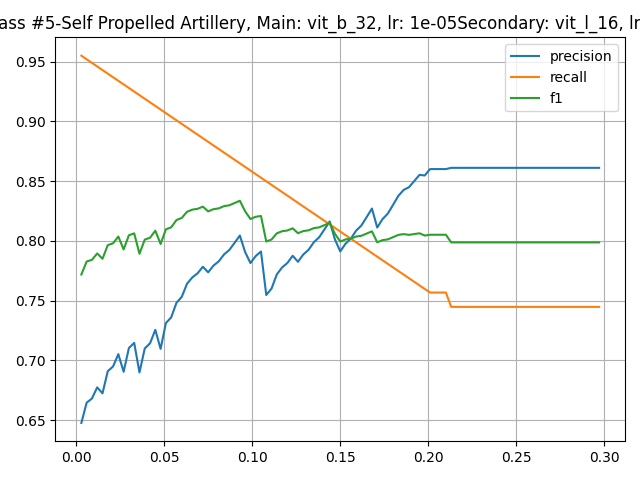 ass #5-Self Propelled Artillery, Main: vit_b_32, lr: 1e-05Secondary: vit_l_16, lr
precision
recall
f1
0.95
0.90
0.85
0.80
0.75
0.70
0.65
0.00 0.05 0.10 0.15 0.20 0.25 0.30